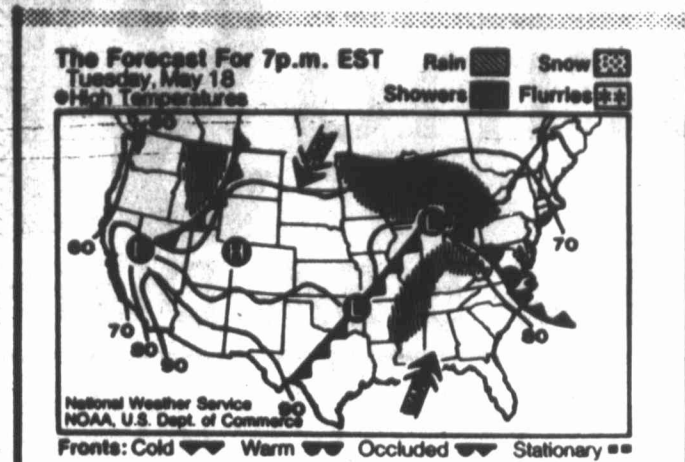 The Forecast For 7p.m. EST
Tuesday, May 18
●High Temperatures
Rain
Snow
Showers
Flurries
60
70
70
80
90
80
90
L
L
National Weather Service
NOAA, U.S. Dept. of Commerce
Fronts: Cold Warm Occluded Stationary